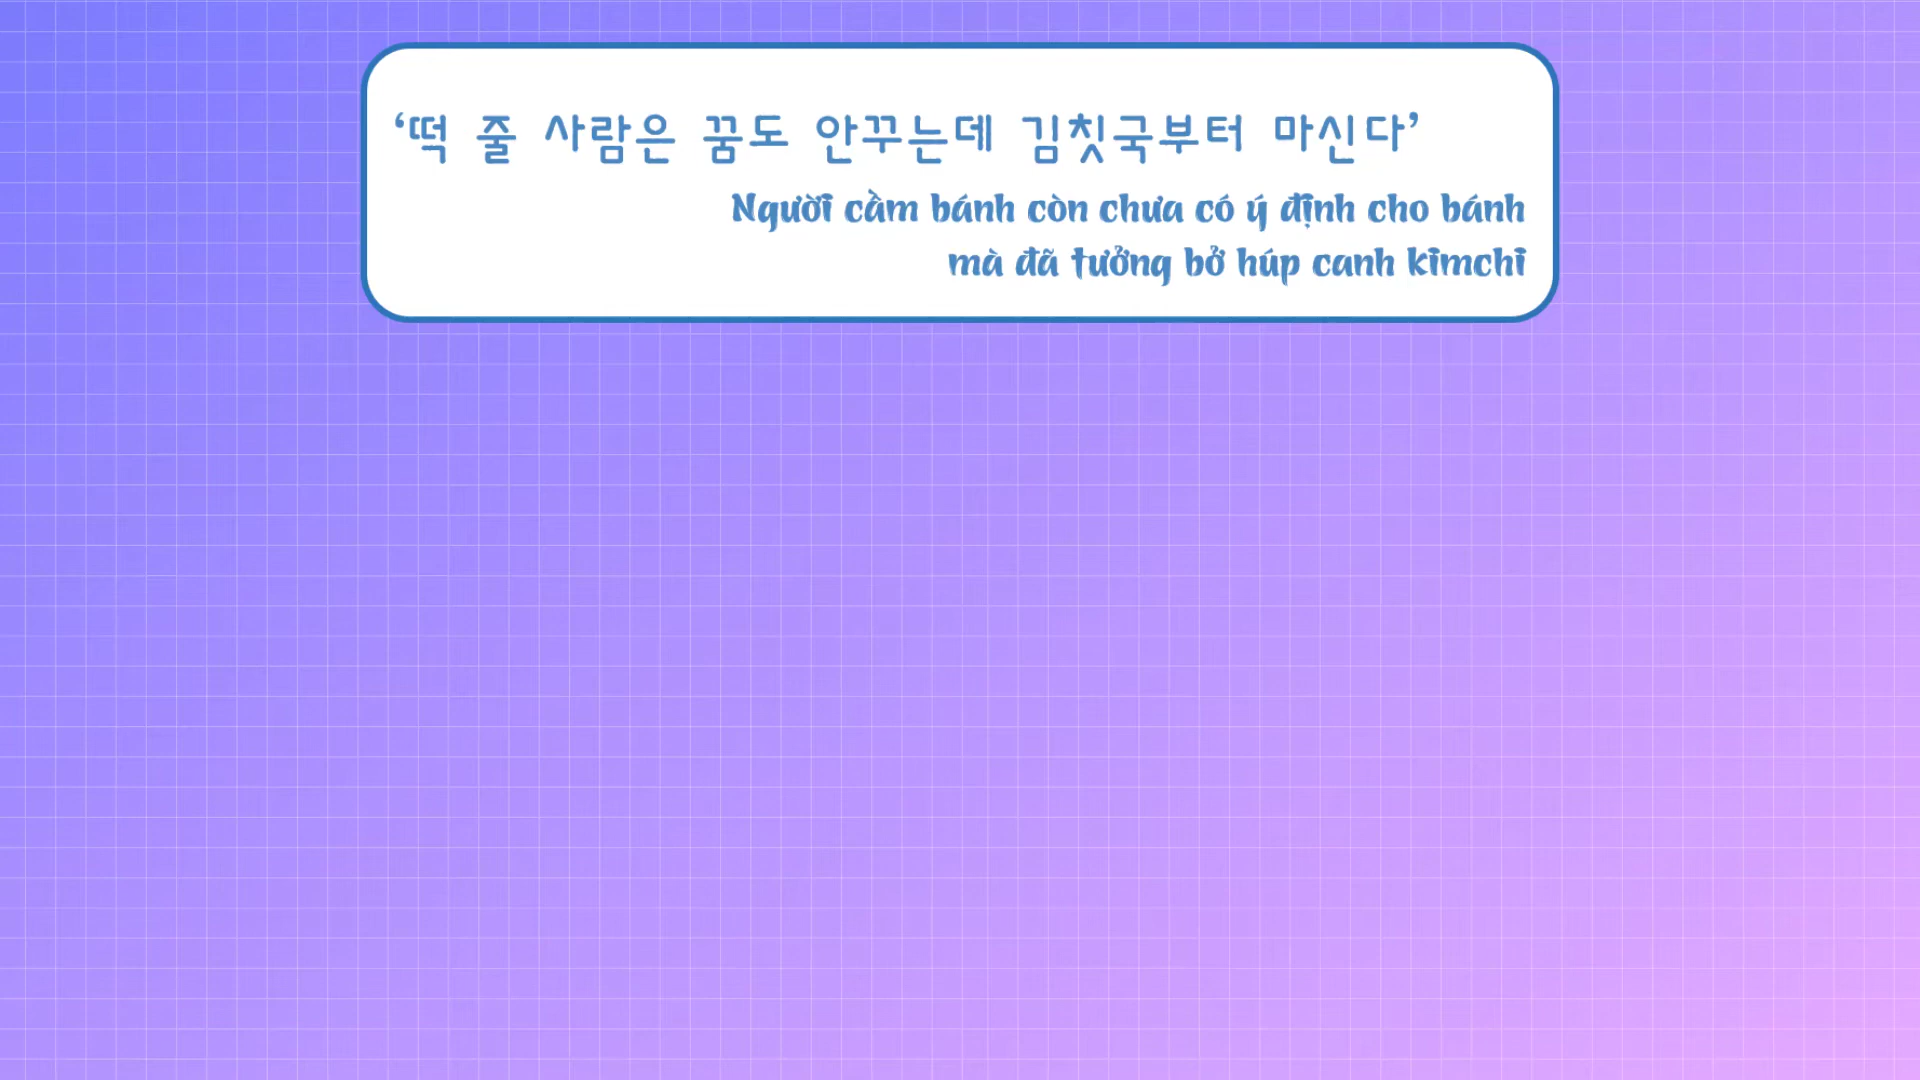 ‘떡 줄 사람은 꿈도 안꾸는데 김칫국부터 마신다’
Người cầm bánh còn chưa có ý định cho bánh
mà đã tưởng bở húp canh kimchi